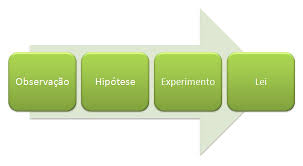 Observação
Hipótese
Experimento
Lei